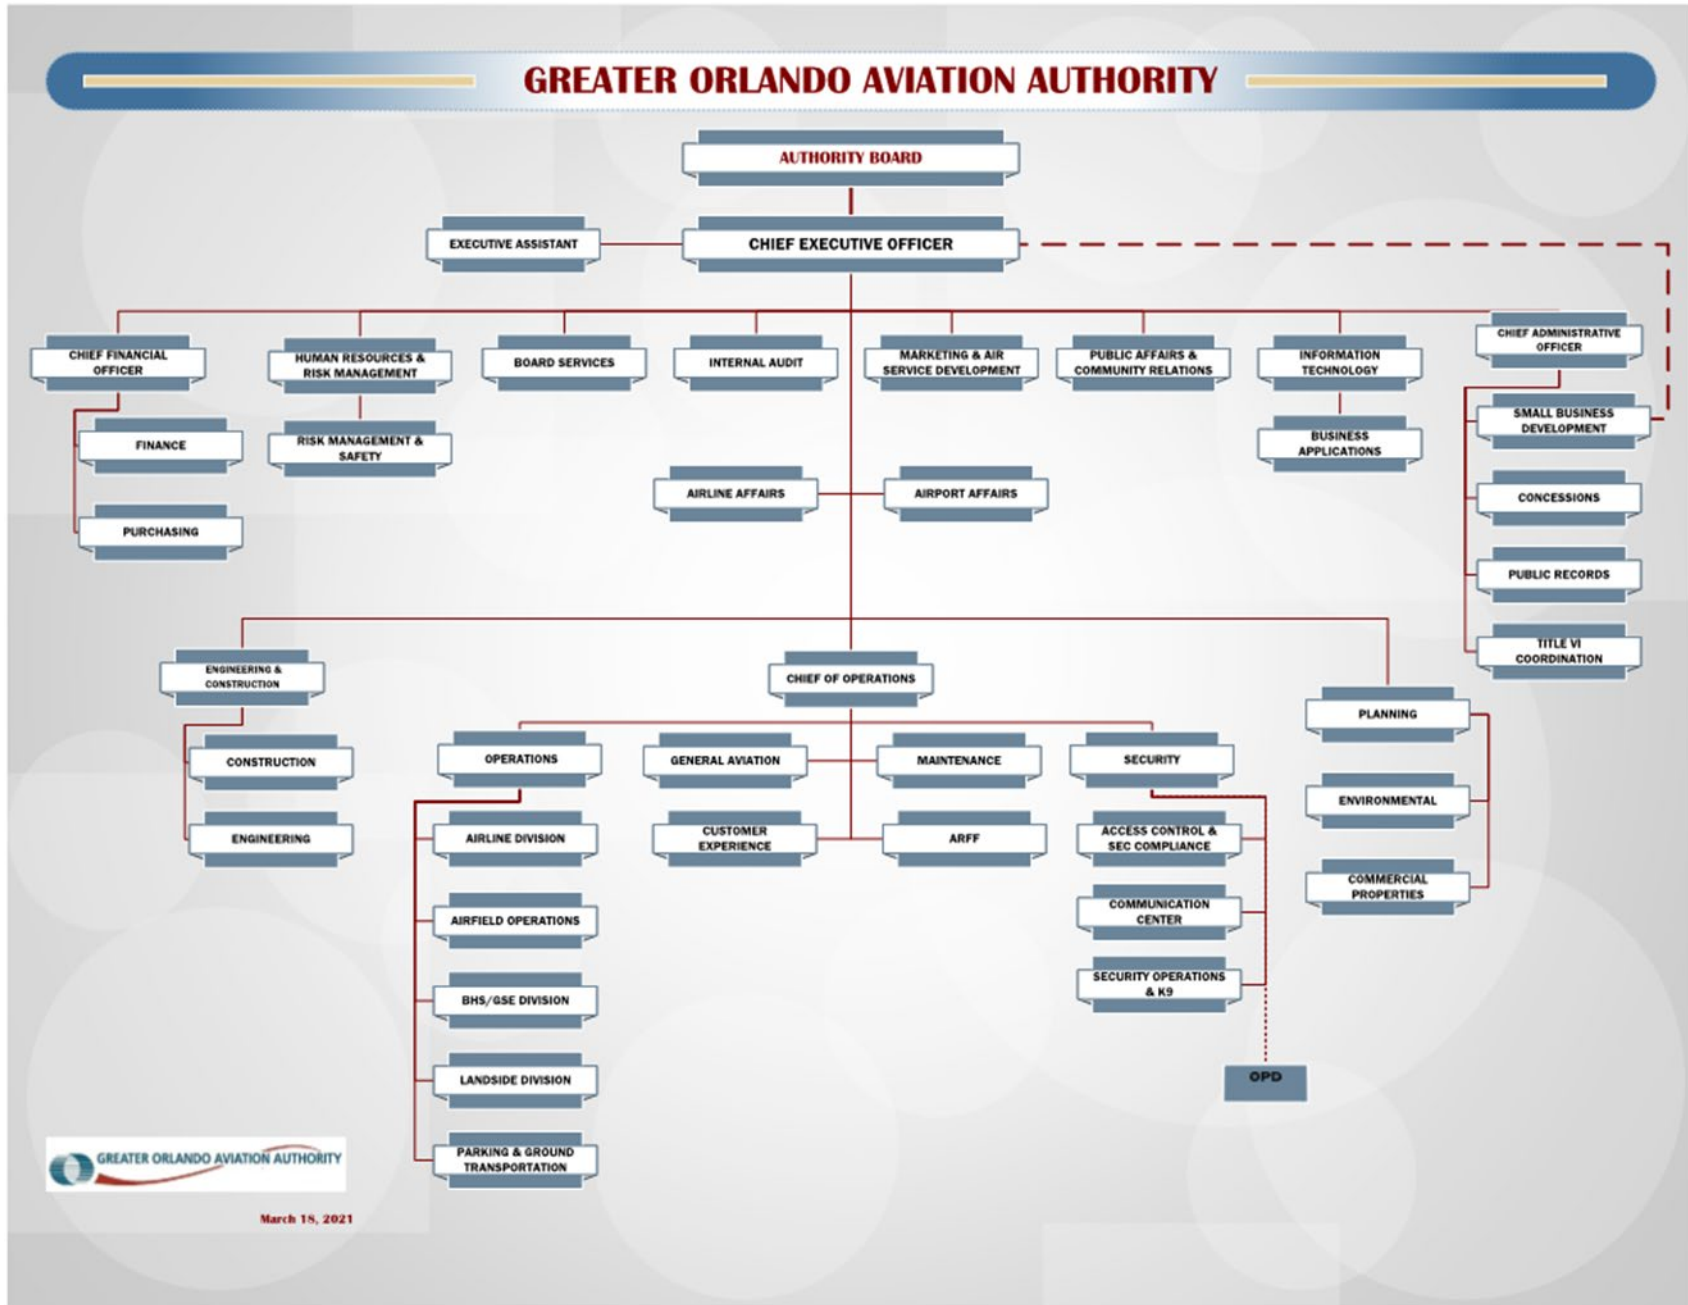 GREATER ORLANDO AVIATION AUTHORITY
AUTHORITY BOARD
EXECUTIVE ASSISTANT
CHIEF EXECUTIVE OFFICER
CHIEF FINANCIAL
OFFICER
HUMAN RESOURCES &
RISK MANAGEMENT
BOARD SERVICES
INTERNAL AUDIT
MARKETING & AIR
SERVICE DEVELOPMENT
PUBLIC AFFAIRS &
COMMUNITY RELATIONS
INFORMATION
TECHNOLOGY
CHIEF ADMINISTRATIVE
OFFICER
FINANCE
RISK MANAGEMENT &
SAFETY
BUSINESS
APPLICATIONS
SMALL BUSINESS
DEVELOPMENT
PURCHASING
AIRLINE AFFAIRS
AIRPORT AFFAIRS
CONCESSIONS
PUBLIC RECORDS
TITLE VI
COORDINATION
ENGINEERING &
CONSTRUCTION
CHIEF OF OPERATIONS
PLANNING
CONSTRUCTION
OPERATIONS
GENERAL AVIATION
MAINTENANCE
SECURITY
ENVIRONMENTAL
ENGINEERING
AIRLINE DIVISION
CUSTOMER
EXPERIENCE
ARFF
ACCESS CONTROL &
SEC COMPLIANCE
COMMERCIAL
PROPERTIES
AIRFIELD OPERATIONS
COMMUNICATION
CENTER
BHS/GSE DIVISION
SECURITY OPERATIONS
& K9
LANDSIDE DIVISION
OPD
PARKING & GROUND
TRANSPORTATION
GREATER ORLANDO AVIATION AUTHORITY
March 18, 2021